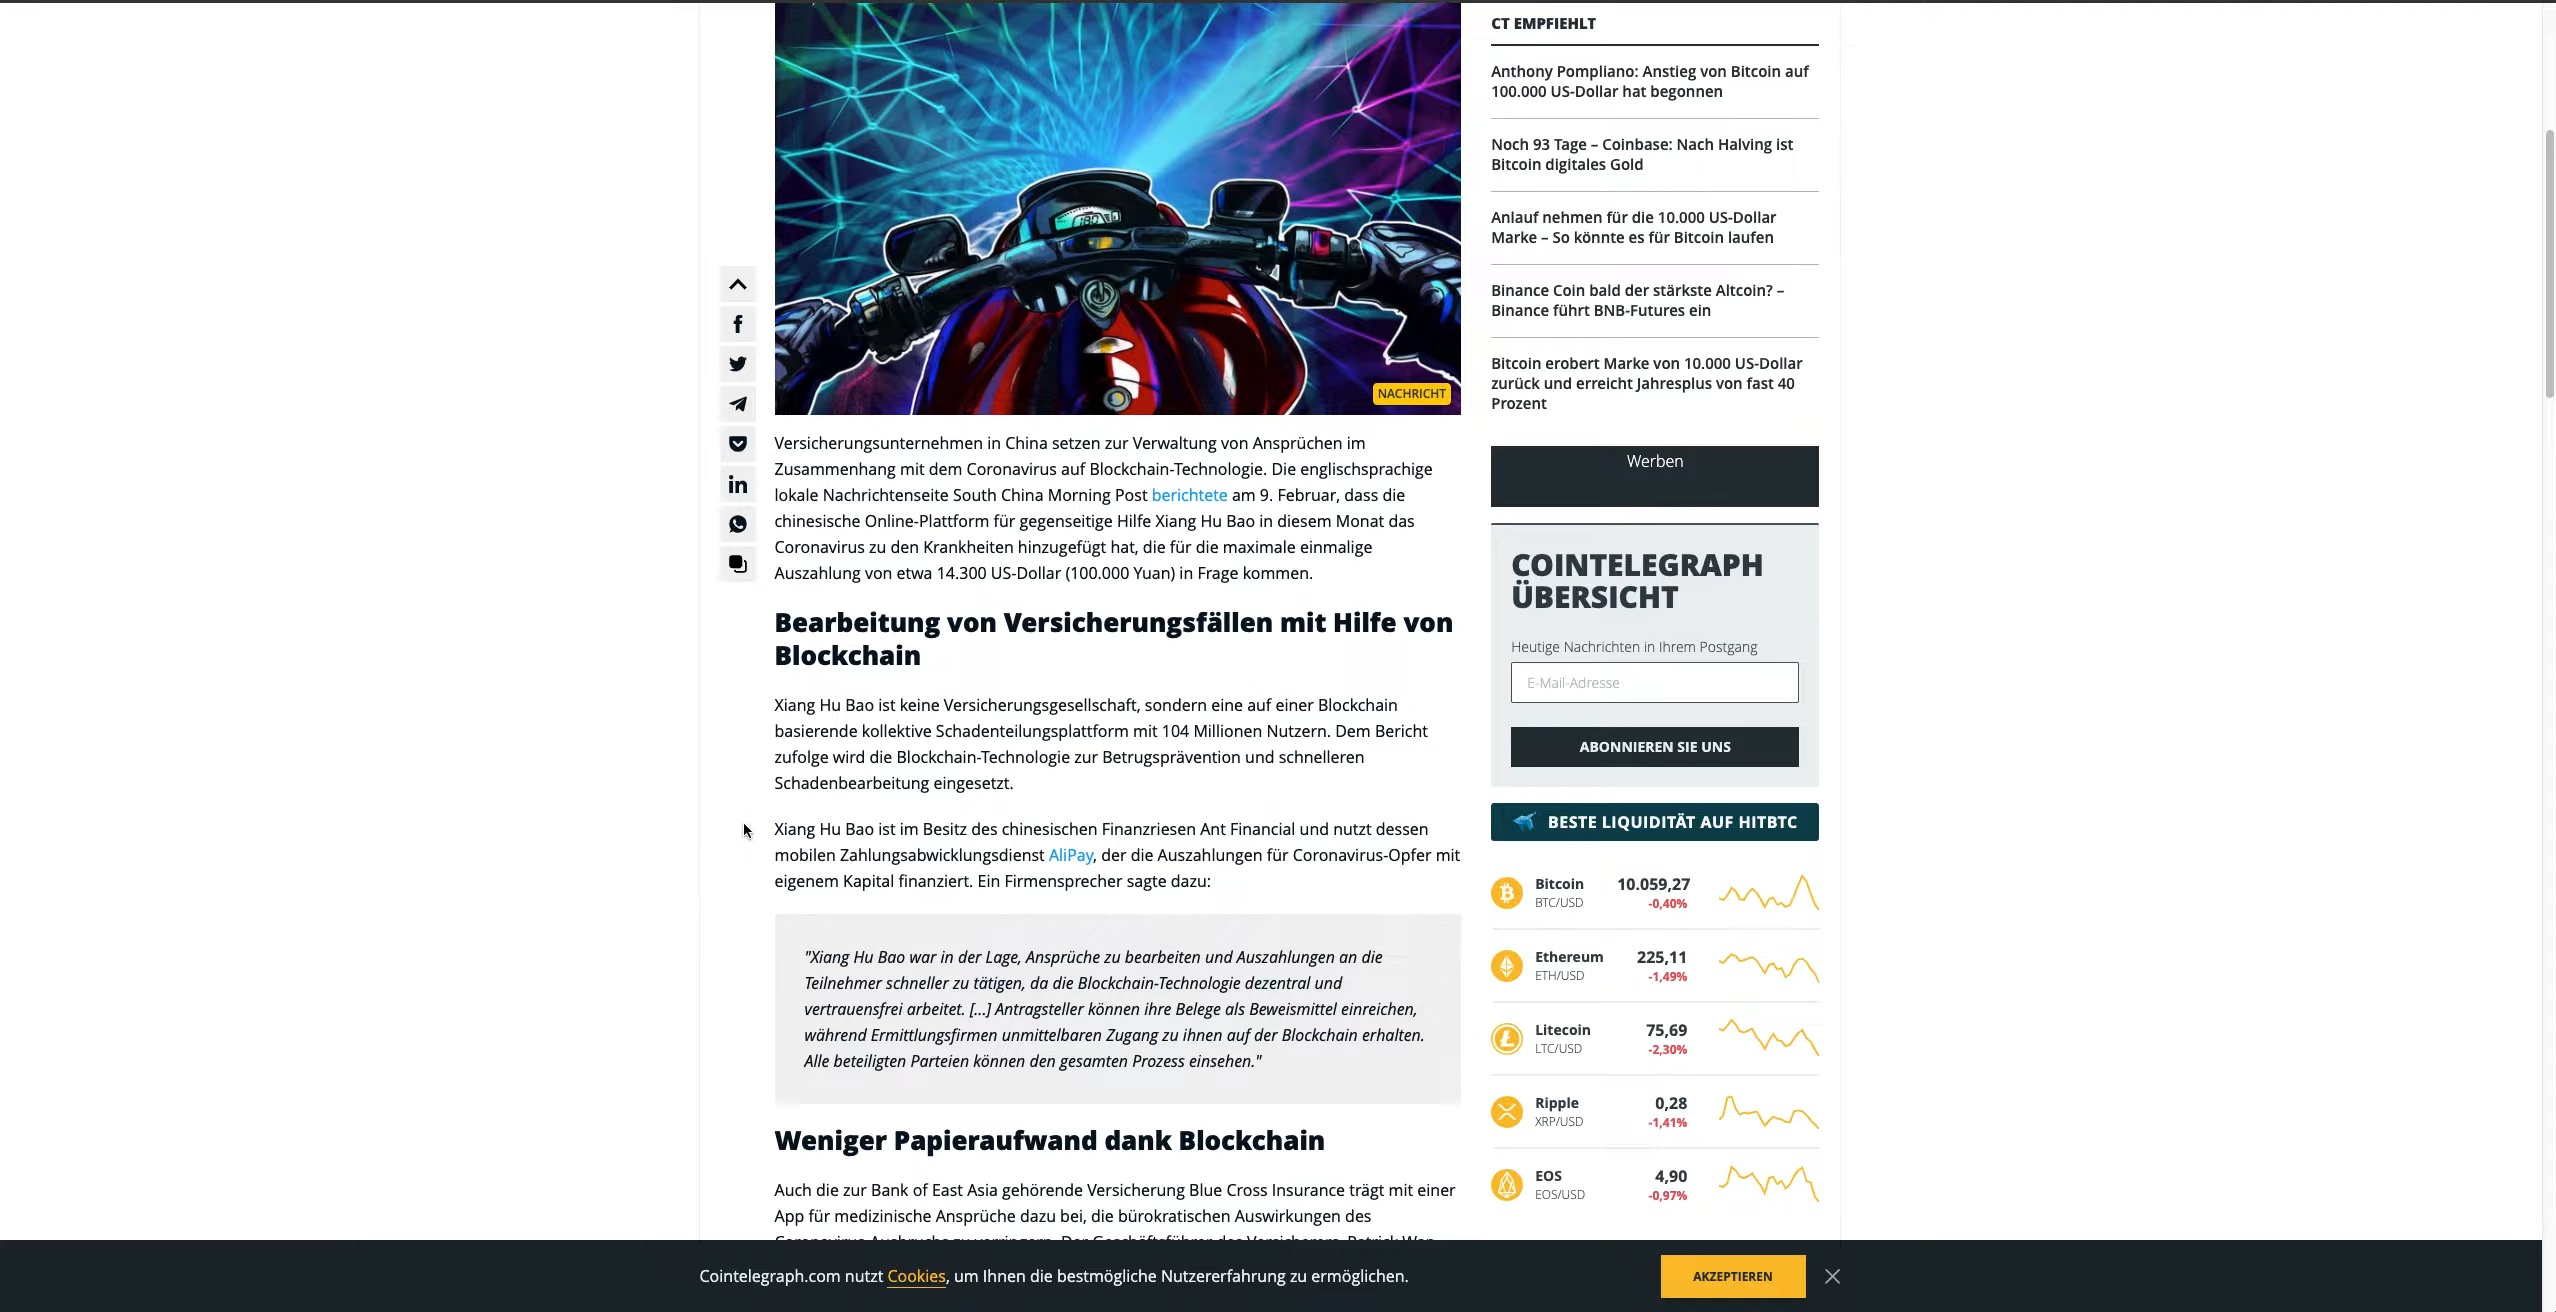 180
NACHRICHT
Versicherungsunternehmen in China setzen zur Verwaltung von Ansprüchen im
Zusammenhang mit dem Coronavirus auf Blockchain-Technologie. Die englischsprachige
lokale Nachrichtenseite South China Morning Post berichtete am 9. Februar, dass die
chinesische Online-Plattform für gegenseitige Hilfe Xiang Hu Bao in diesem Monat das
Coronavirus zu den Krankheiten hinzugefügt hat, die für die maximale einmalige
Auszahlung von etwa 14.300 US-Dollar (100.000 Yuan) in Frage kommen.
Bearbeitung von Versicherungsfällen mit Hilfe von
Blockchain
Xiang Hu Bao ist keine Versicherungsgesellschaft, sondern eine auf einer Blockchain
basierende kollektive Schadenteilungsplattform mit 104 Millionen Nutzern. Dem Bericht
zufolge wird die Blockchain-Technologie zur Betrugsprävention und schnelleren
Schadenbearbeitung eingesetzt.
Xiang Hu Bao ist im Besitz des chinesischen Finanzriesen Ant Financial und nutzt dessen
mobilen Zahlungsabwicklungsdienst AliPay, der die Auszahlungen für Coronavirus-Opfer mit
eigenem Kapital finanziert. Ein Firmensprecher sagte dazu:
"Xiang Hu Bao war in der Lage, Ansprüche zu bearbeiten und Auszahlungen an die
Teilnehmer schneller zu tätigen, da die Blockchain-Technologie dezentral und
vertrauensfrei arbeitet. [...] Antragsteller können ihre Belege als Beweismittel einreichen,
während Ermittlungsfirmen unmittelbaren Zugang zu ihnen auf der Blockchain erhalten.
Alle beteiligten Parteien können den gesamten Prozess einsehen."
Weniger Papieraufwand dank Blockchain
Auch die zur Bank of East Asia gehörende Versicherung Blue Cross Insurance trägt mit einer
App für medizinische Ansprüche dazu bei, die bürokratischen Auswirkungen des
CT EMPFIEHLT
Anthony Pompliano: Anstieg von Bitcoin auf
100.000 US-Dollar hat begonnen
Noch 93 Tage – Coinbase: Nach Halving ist
Bitcoin digitales Gold
Anlauf nehmen für die 10.000 US-Dollar
Marke – So könnte es für Bitcoin laufen
Binance Coin bald der stärkste Altcoin? –
Binance führt BNB-Futures ein
Bitcoin erobert Marke von 10.000 US-Dollar
zurück und erreicht Jahresplus von fast 40
Prozent
Werben
COINTELEGRAPH
ÜBERSICHT
Heutige Nachrichten in Ihrem Postgang
E-Mail-Adresse
ABONNIEREN SIE UNS
BESTE LIQUIDITÄT AUF HITBTC
Bitcoin 10.059,27
BTC/USD -0,40%
Ethereum 225,11
ETH/USD -1,49%
Litecoin 75,69
LTC/USD -2,30%
Ripple 0,28
XRP/USD -1,41%
EOS 4,90
EOS/USD -0,97%
Cointelegraph.com nutzt Cookies, um Ihnen die bestmögliche Nutzererfahrung zu ermöglichen.
AKZEPTIEREN